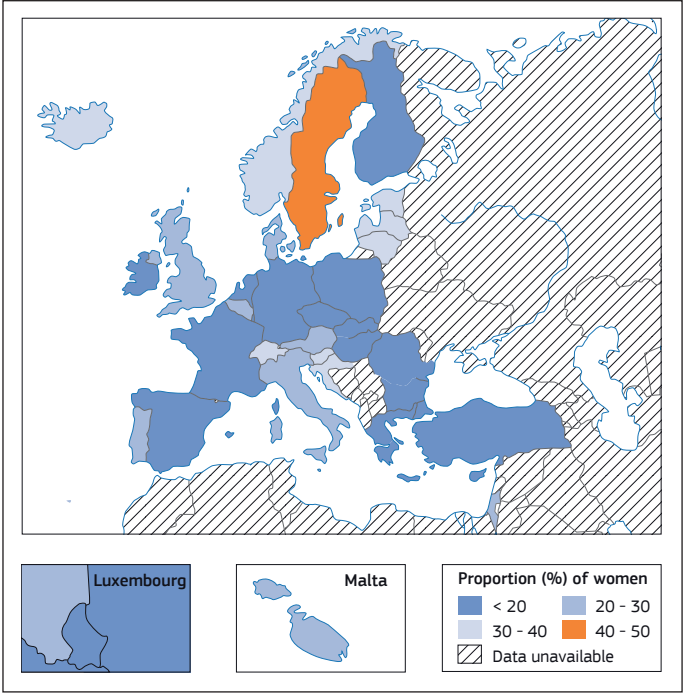 Luxembourg
Malta
Proportion (%) of women
< 20
20 - 30
30 - 40
40 - 50
Data unavailable